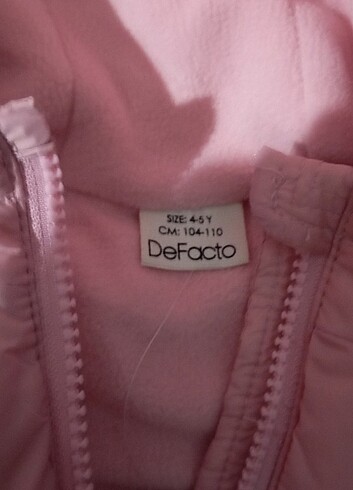 SIZE: 4-5 Y
CM: 104-110
DeFacto